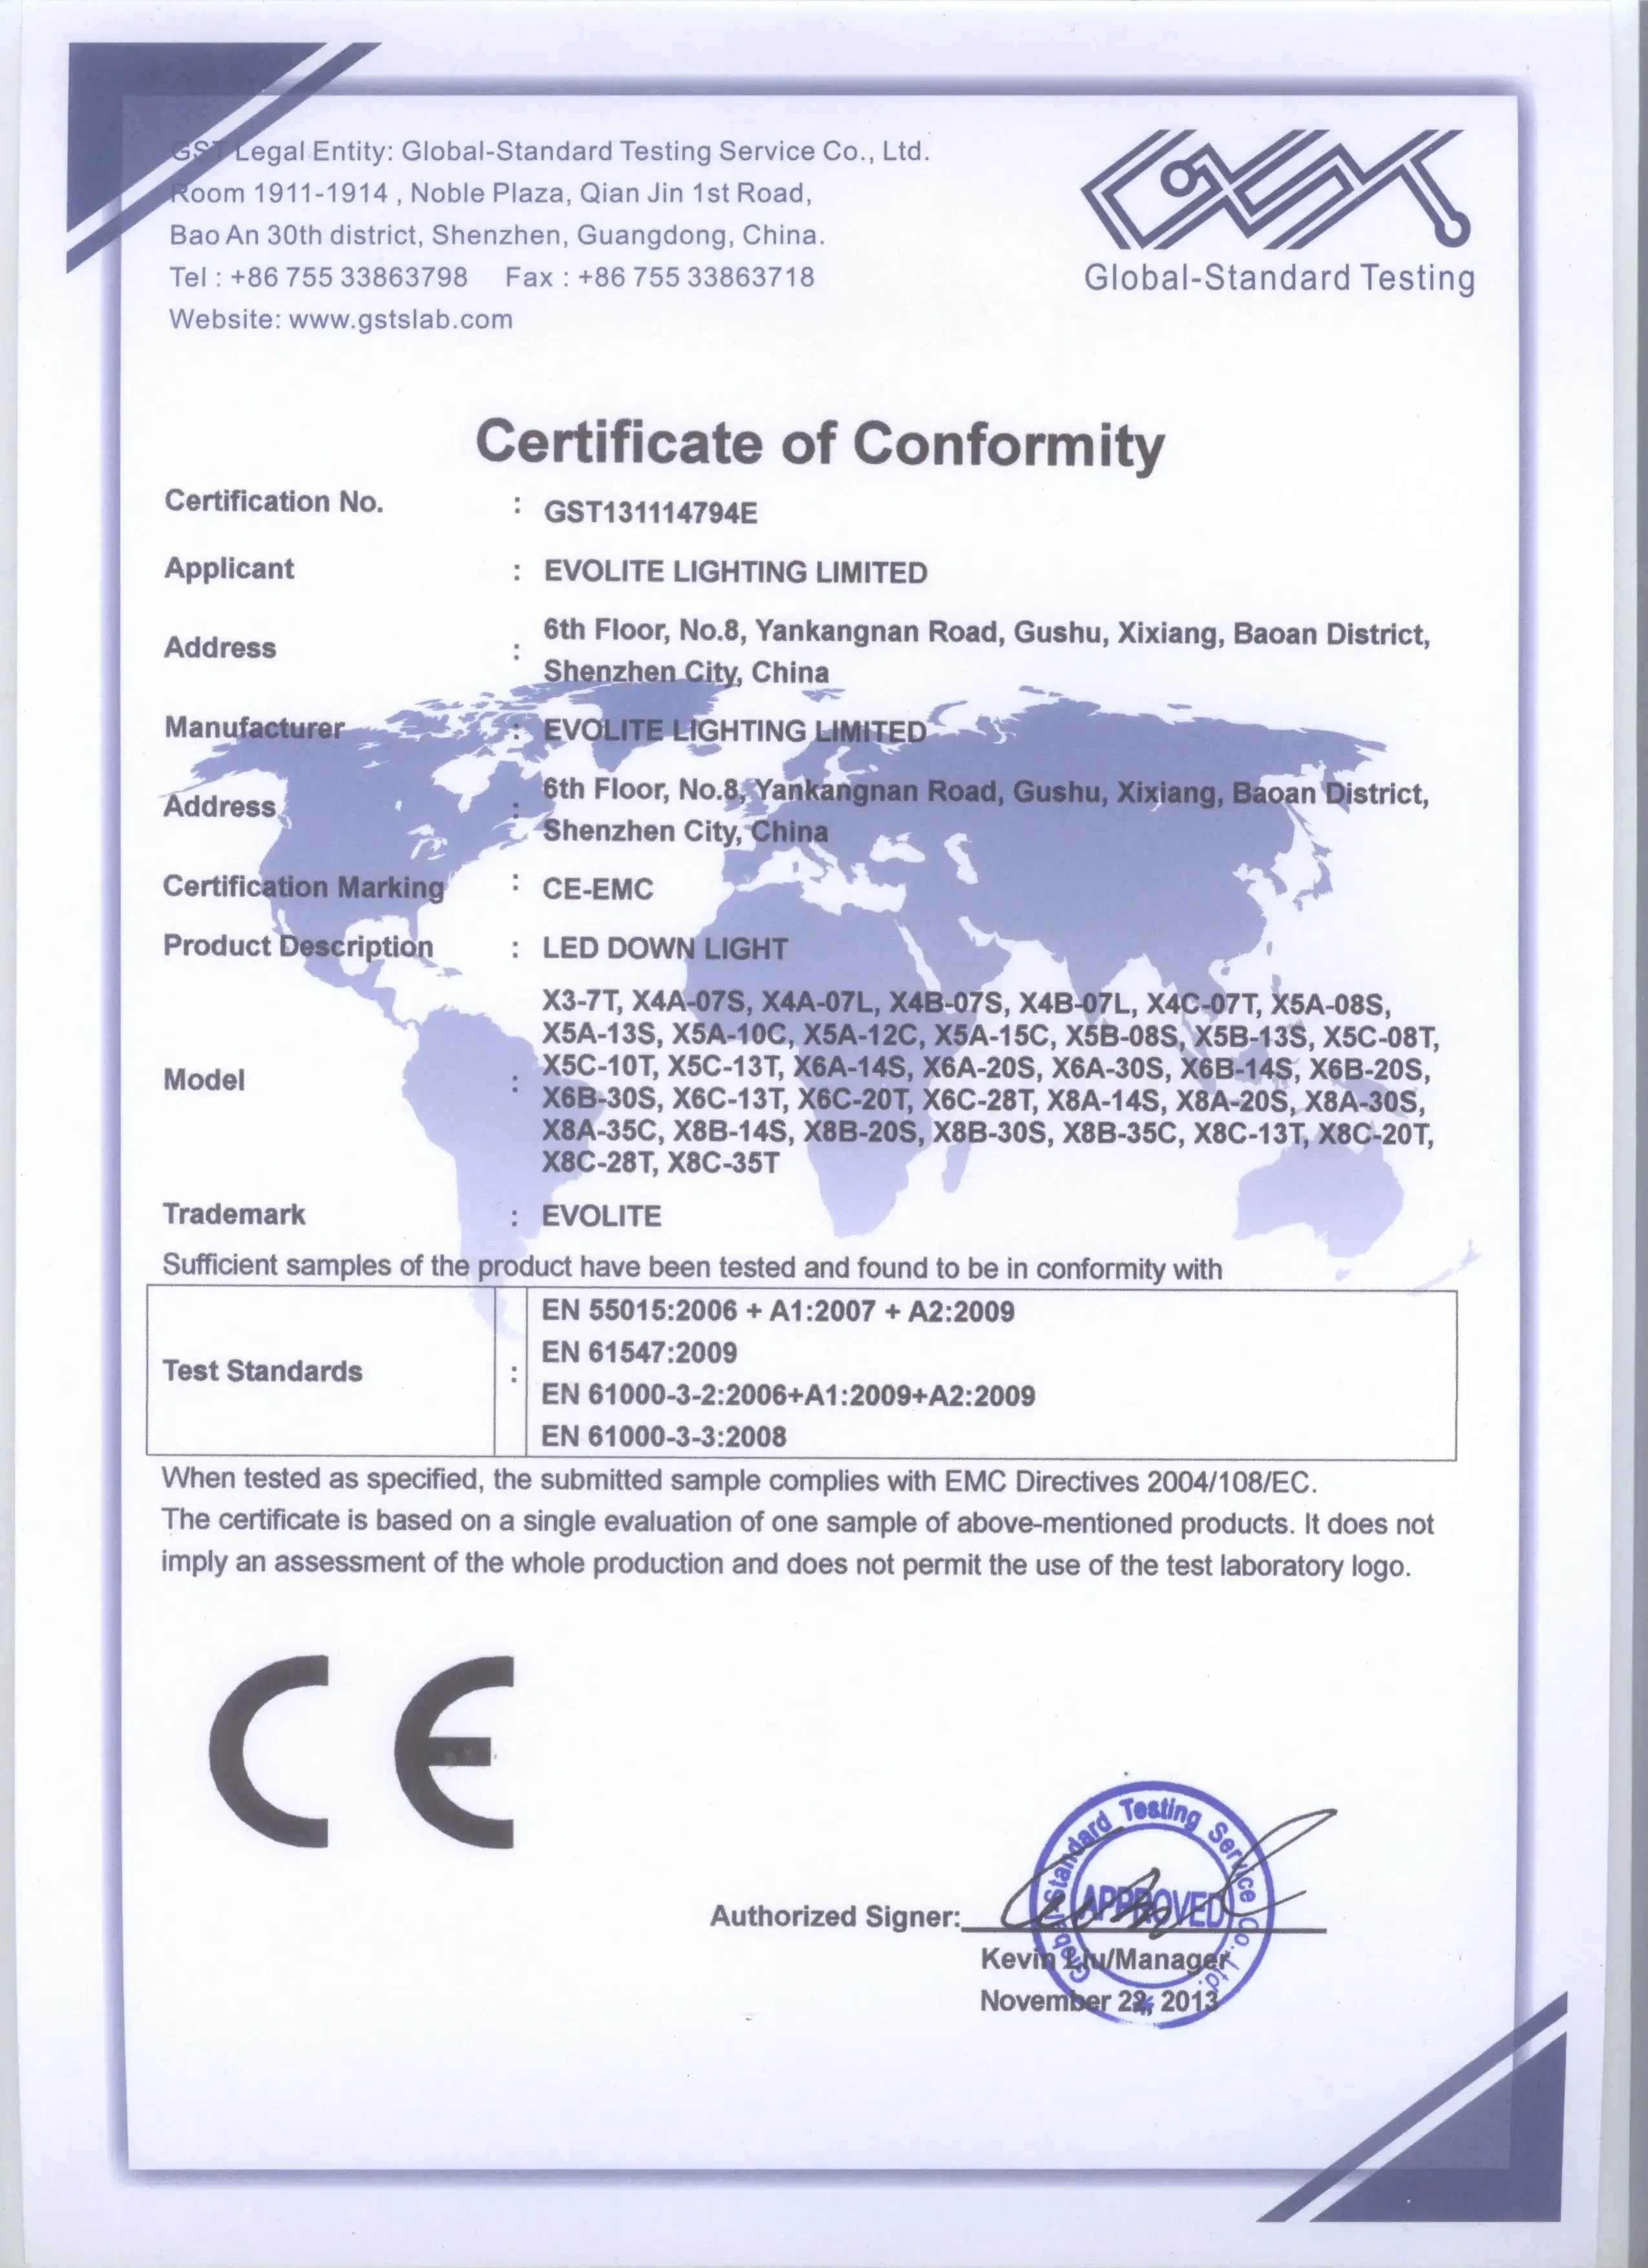 GST Legal Entity: Global-Standard Testing Service Co., Ltd.
Room 1911-1914 , Noble Plaza, Qian Jin 1st Road,
Bao An 30th district, Shenzhen, Guangdong, China.
Tel : +86 755 33863798 Fax : +86 755 33863718
Website: www.gstslab.com
GST
Global-Standard Testing
Certificate of Conformity
Certification No. : GST131114794E
Applicant : EVOLITE LIGHTING LIMITED
Address : 6th Floor, No.8, Yankangnan Road, Gushu, Xixiang, Baoan District,
Shenzhen City, China
Manufacturer : EVOLITE LIGHTING LIMITED
Address : 6th Floor, No.8, Yankangnan Road, Gushu, Xixiang, Baoan District,
Shenzhen City, China
Certification Marking : CE-EMC
Product Description : LED DOWN LIGHT
Model : X3-7T, X4A-07S, X4A-07L, X4B-07S, X4B-07L, X4C-07T, X5A-08S,
X5A-13S, X5A-10C, X5A-12C, X5A-15C, X5B-08S, X5B-13S, X5C-08T,
X5C-10T, X5C-13T, X6A-14S, X6A-20S, X6A-30S, X6B-14S, X6B-20S,
X6B-30S, X6C-13T, X6C-20T, X6C-28T, X8A-14S, X8A-20S, X8A-30S,
X8A-35C, X8B-14S, X8B-20S, X8B-30S, X8B-35C, X8C-13T, X8C-20T,
X8C-28T, X8C-35T
Trademark : EVOLITE
Sufficient samples of the product have been tested and found to be in conformity with
Test Standards : EN 55015:2006 + A1:2007 + A2:2009
EN 61547:2009
EN 61000-3-2:2006+A1:2009+A2:2009
EN 61000-3-3:2008
When tested as specified, the submitted sample complies with EMC Directives 2004/108/EC.
The certificate is based on a single evaluation of one sample of above-mentioned products. It does not
imply an assessment of the whole production and does not permit the use of the test laboratory logo.
CE
Global-Standard Testing Service Co.,Ltd.
APPROVED
Authorized Signer:
Kevin Liu/Manager
November 22, 2013